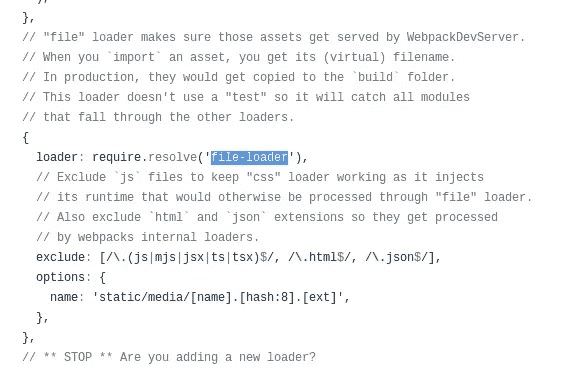 ),
},
// "file" loader makes sure those assets get served by WebpackDevServer.
// When you `import` an asset, you get its (virtual) filename.
// In production, they would get copied to the `build` folder.
// This loader doesn't use a "test" so it will catch all modules
// that fall through the other loaders.
{
loader: require.resolve('file-loader'),
// Exclude `js` files to keep "css" loader working as it injects
// its runtime that would otherwise be processed through "file" loader.
// Also exclude `html` and `json` extensions so they get processed
// by webpacks internal loaders.
exclude: [/\.(js|mjs|jsx|ts|tsx)$/, /\.html$/, /\.json$/],
options: {
name: 'static/media/[name].[hash:8].[ext]',
},
},
// ** STOP ** Are you adding a new loader?